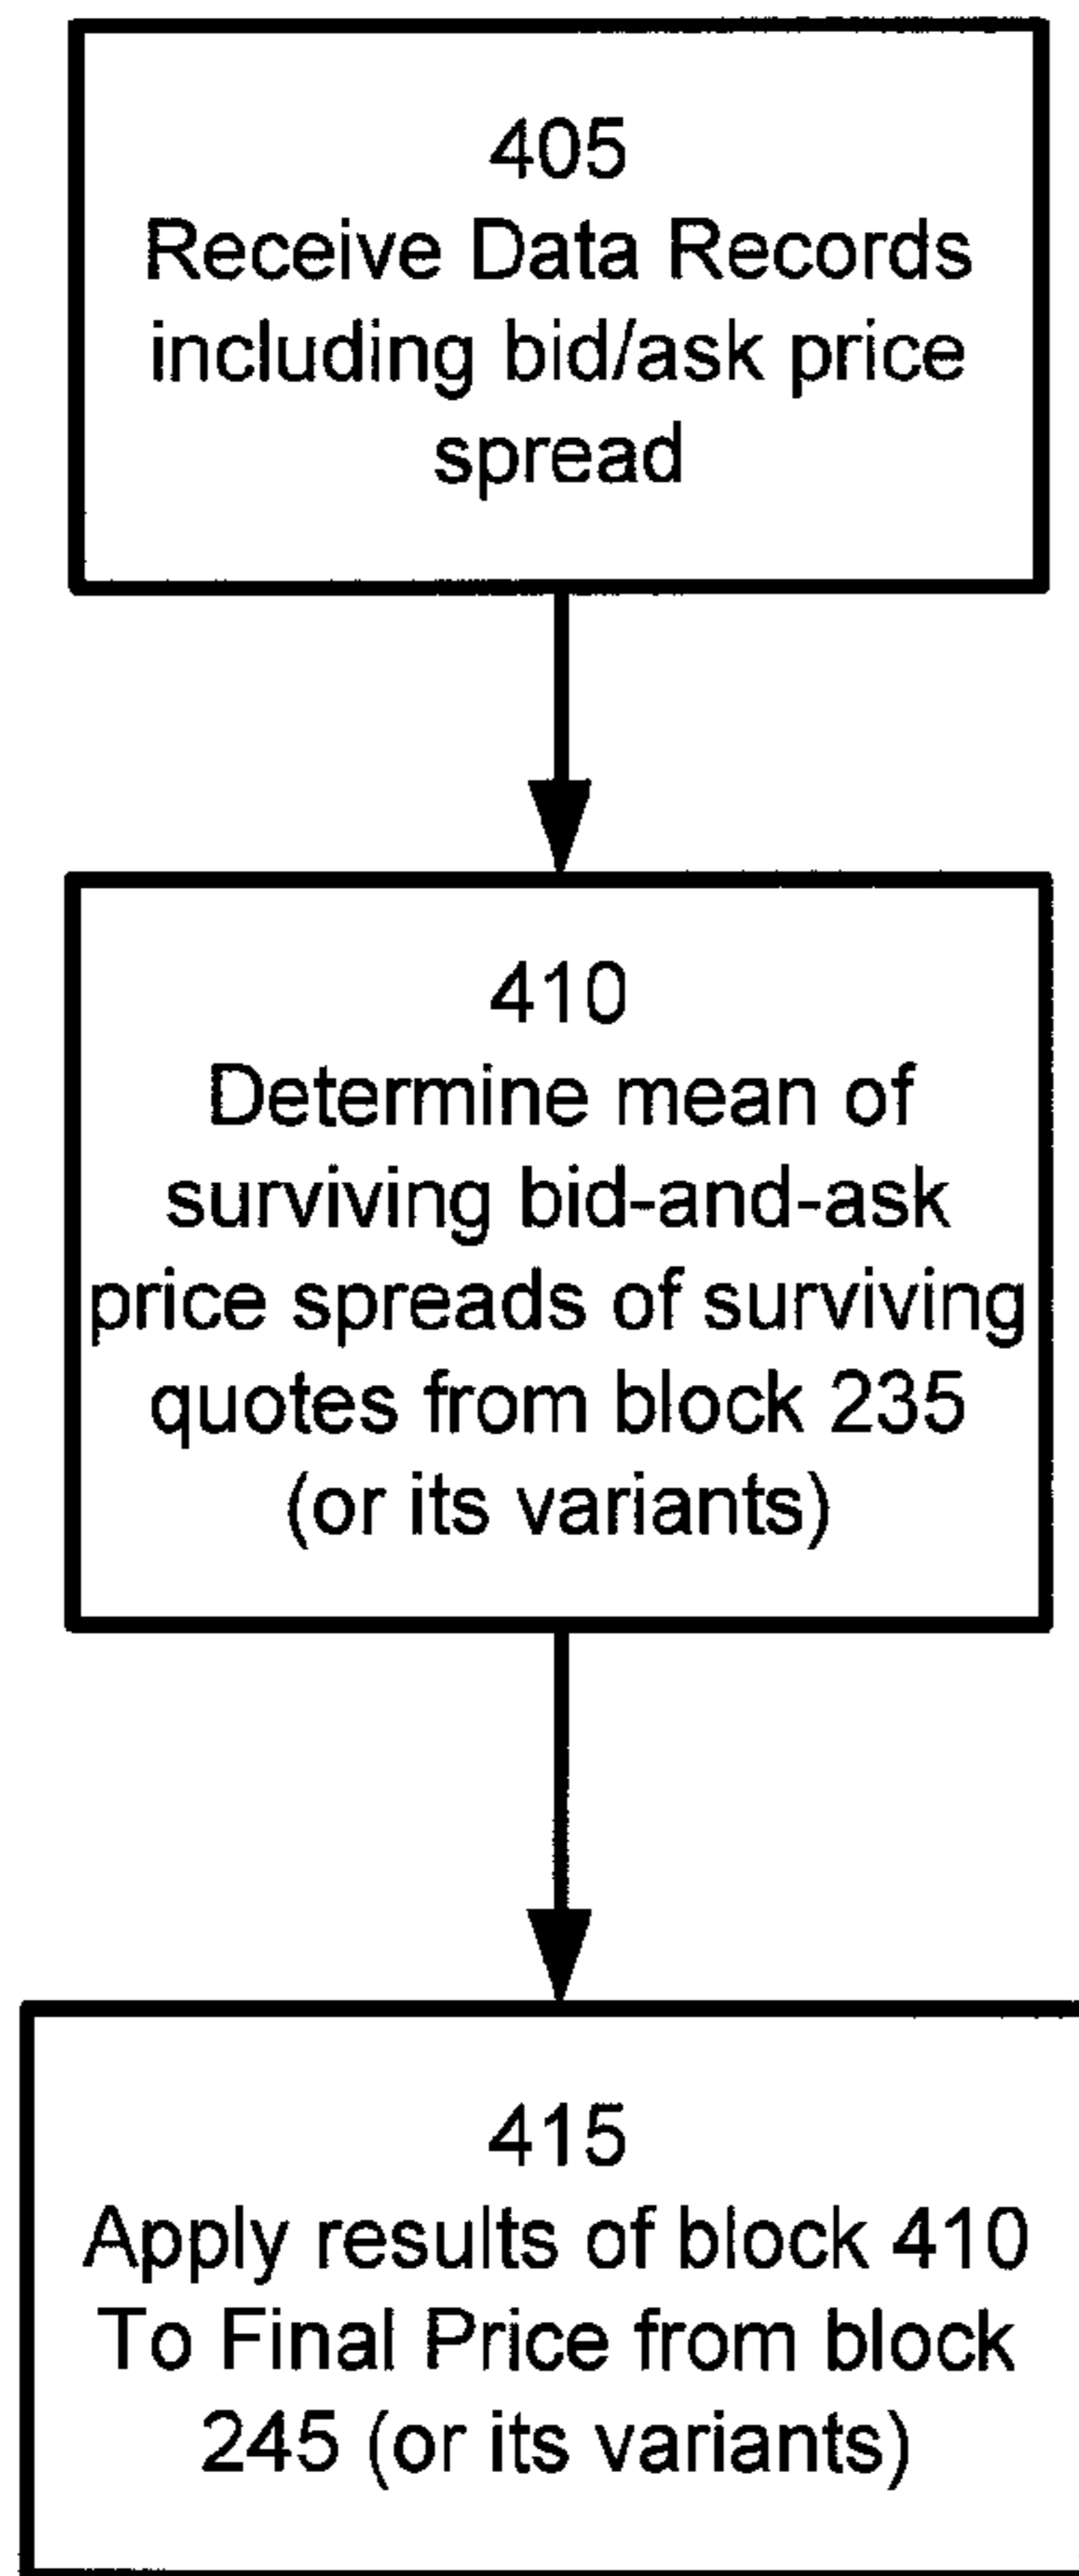 405
Receive Data Records
including bid/ask price
spread
410
Determine mean of
surviving bid-and-ask
price spreads of surviving
quotes from block 235
(or its variants)
415
Apply results of block 410
To Final Price from block
245 (or its variants)